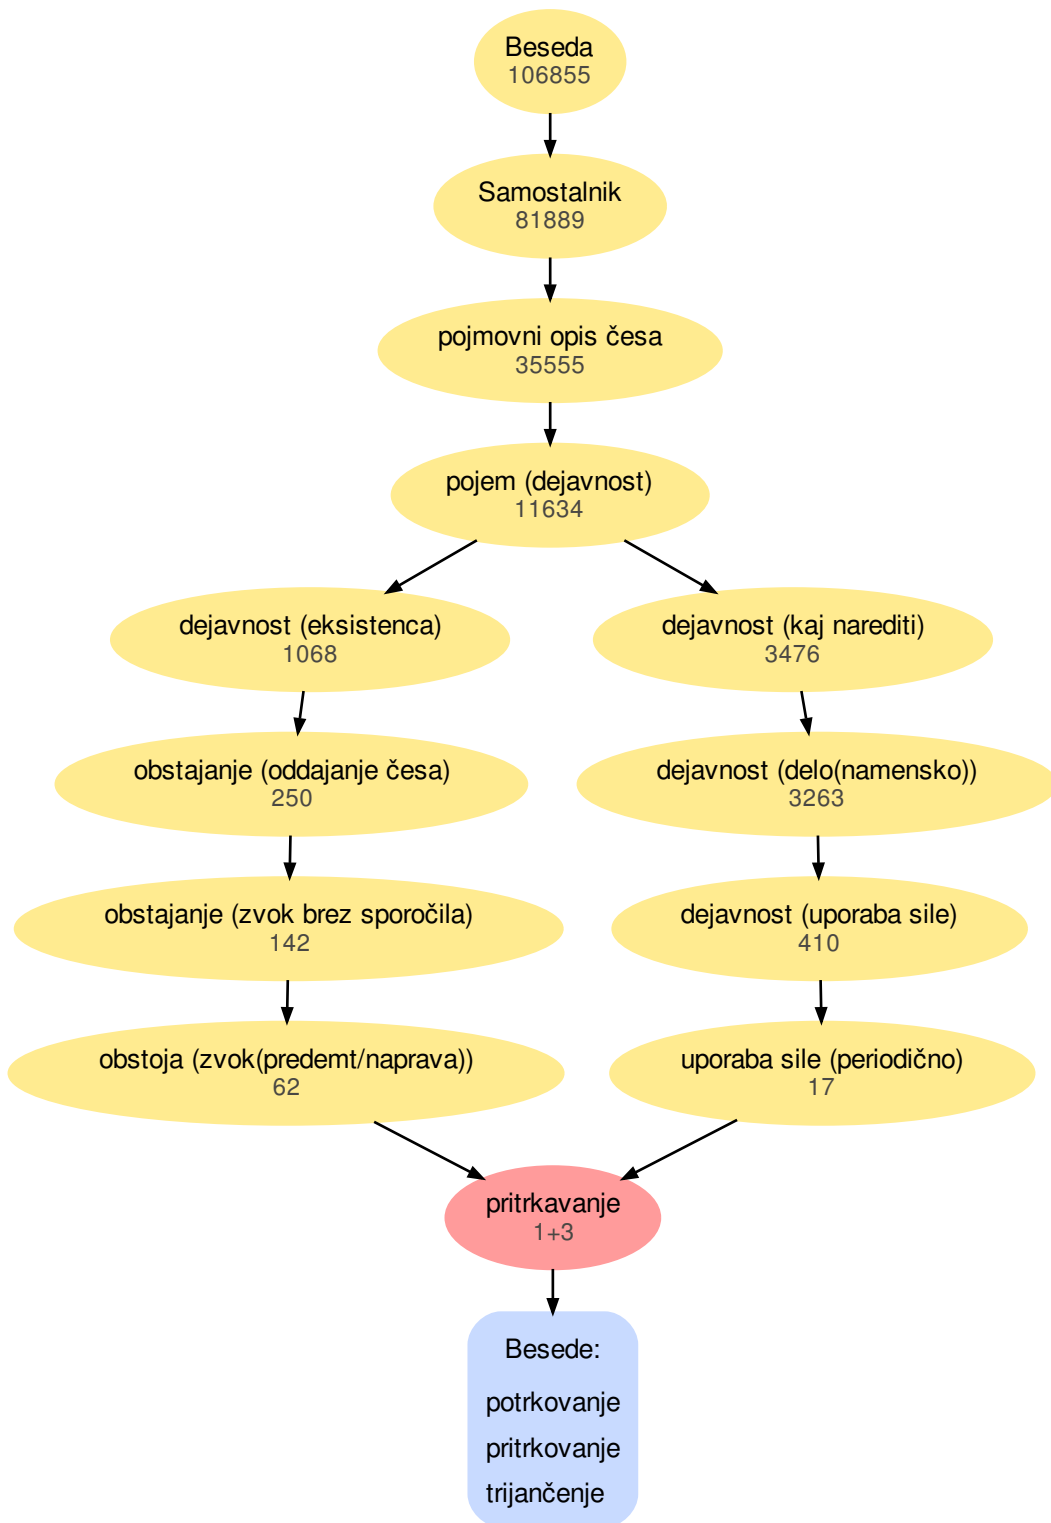 Beseda
106855
Samostalnik
81889
pojmovni opis česa
35555
pojem (dejavnost)
11634
dejavnost (eksistenca)
1068
dejavnost (kaj narediti)
3476
obstajanje (oddajanje česa)
250
dejavnost (delo(namensko))
3263
obstajanje (zvok brez sporočila)
142
dejavnost (uporaba sile)
410
obstoja (zvok(predemt/naprava))
62
uporaba sile (periodično)
17
pritrkavanje
1+3
Besede:
potrkovanje
pritrkovanje
trijančenje